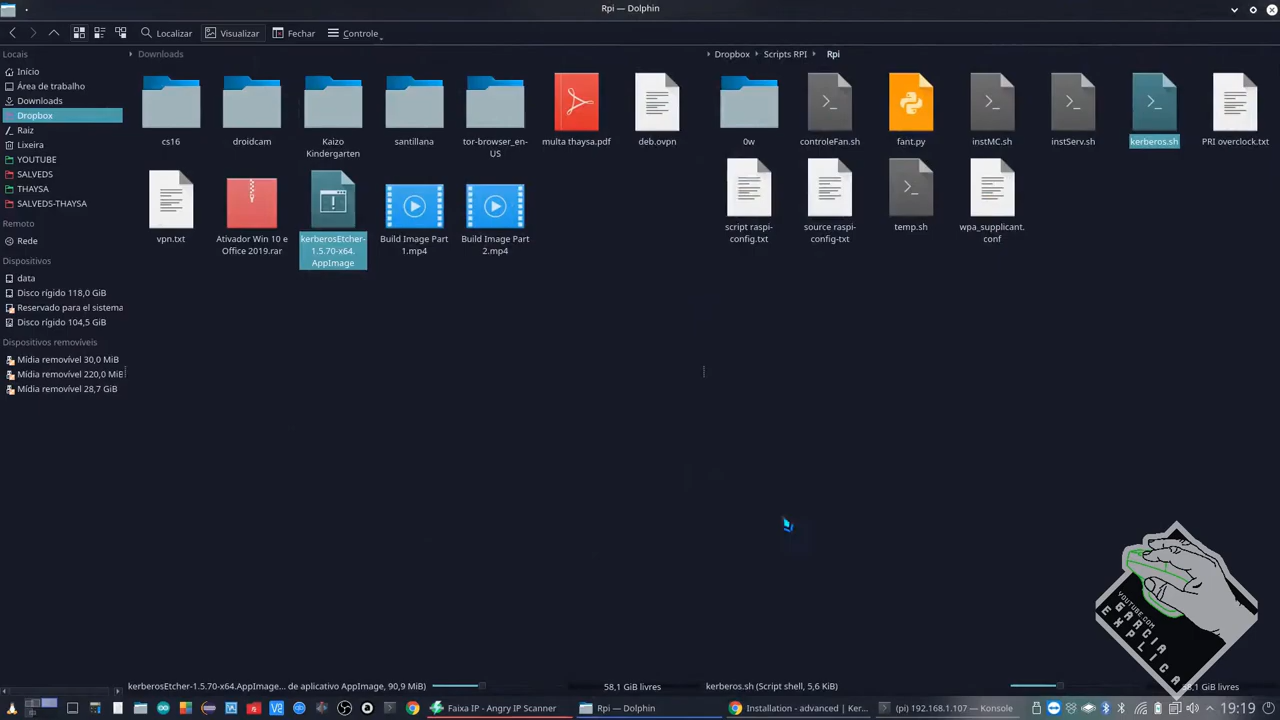 Rpi — Dolphin
Localizar
Visualizar
Fechar
Controle
Locais
Início
Área de trabalho
Downloads
Dropbox
Raiz
Lixeira
YOUTUBE
SALVEDS
THAYSA
SALVEDS-THAYSA
Remoto
Rede
Dispositivos
data
Disco rígido 118,0 GiB
Reservado para el sistema
Disco rígido 104,5 GiB
Dispositivos removíveis
Mídia removível 30,0 MiB
Mídia removível 220,0 MiB
Mídia removível 28,7 GiB
Downloads
cs16
droidcam
Kaizo
Kindergarten
santillana
tor-browser_en-
US
multa thaysa.pdf
deb.ovpn
vpn.txt
Ativador Win 10 e
Office 2019.rar
kerberosEtcher-
1.5.70-x64.
AppImage
Build Image Part
1.mp4
Build Image Part
2.mp4
Dropbox
Scripts RPI
Rpi
0w
controleFan.sh
fant.py
instMC.sh
instServ.sh
kerberos.sh
PRI overclock.txt
script raspi-
config.txt
source raspi-
config-txt
temp.sh
wpa_supplicant.
conf
kerberosEtcher-1.5.70-x64.AppImage... de aplicativo AppImage, 90,9 MiB)
58,1 GiB livres
kerberos.sh (Script shell, 5,6 KiB)
58,1 GiB livres
YOUTUBE.COM
GARCIA
EXPLICA
Faixa IP - Angry IP Scanner
Rpi — Dolphin
Installation - advanced | Ker...
(pi) 192.168.1.107 — Konsole
19:19